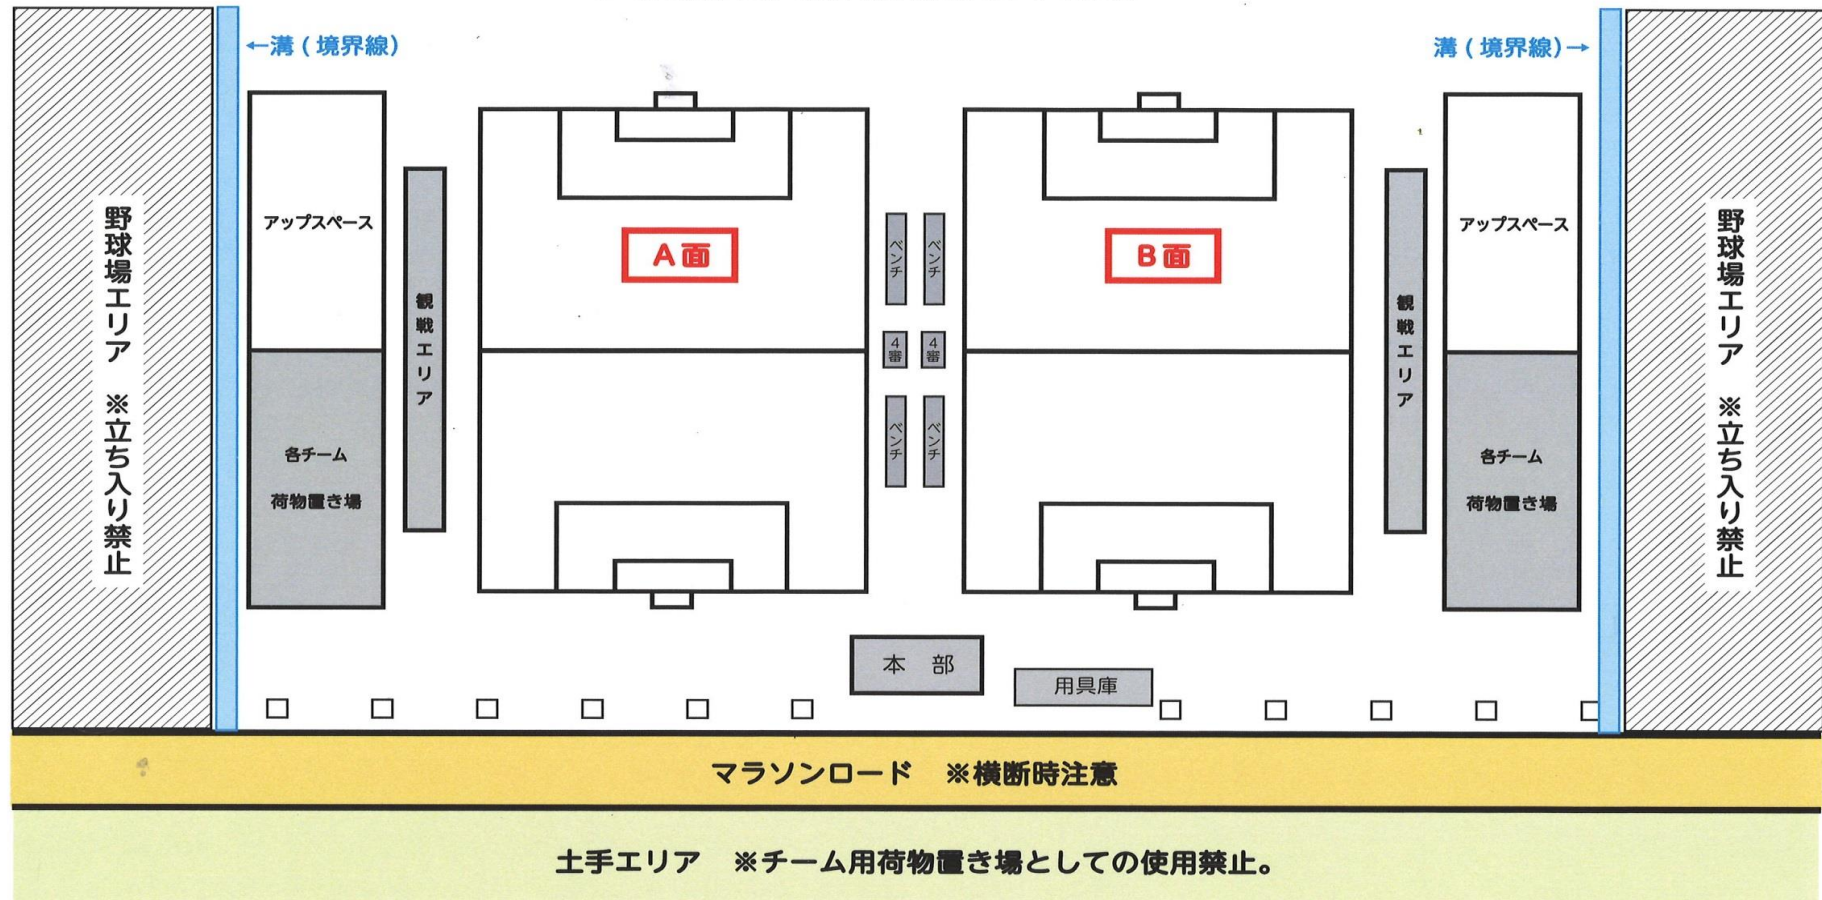 ←溝(境界線)
溝(境界線)→
野球場エリア ※立ち入り禁止
アップスペース
各チーム
荷物置き場
観戦エリア
A面
ベンチ
ベンチ
4審
4審
ベンチ
ベンチ
B面
観戦エリア
アップスペース
各チーム
荷物置き場
野球場エリア ※立ち入り禁止
本 部
用具庫
マラソンロード ※横断時注意
土手エリア ※チーム用荷物置き場としての使用禁止。